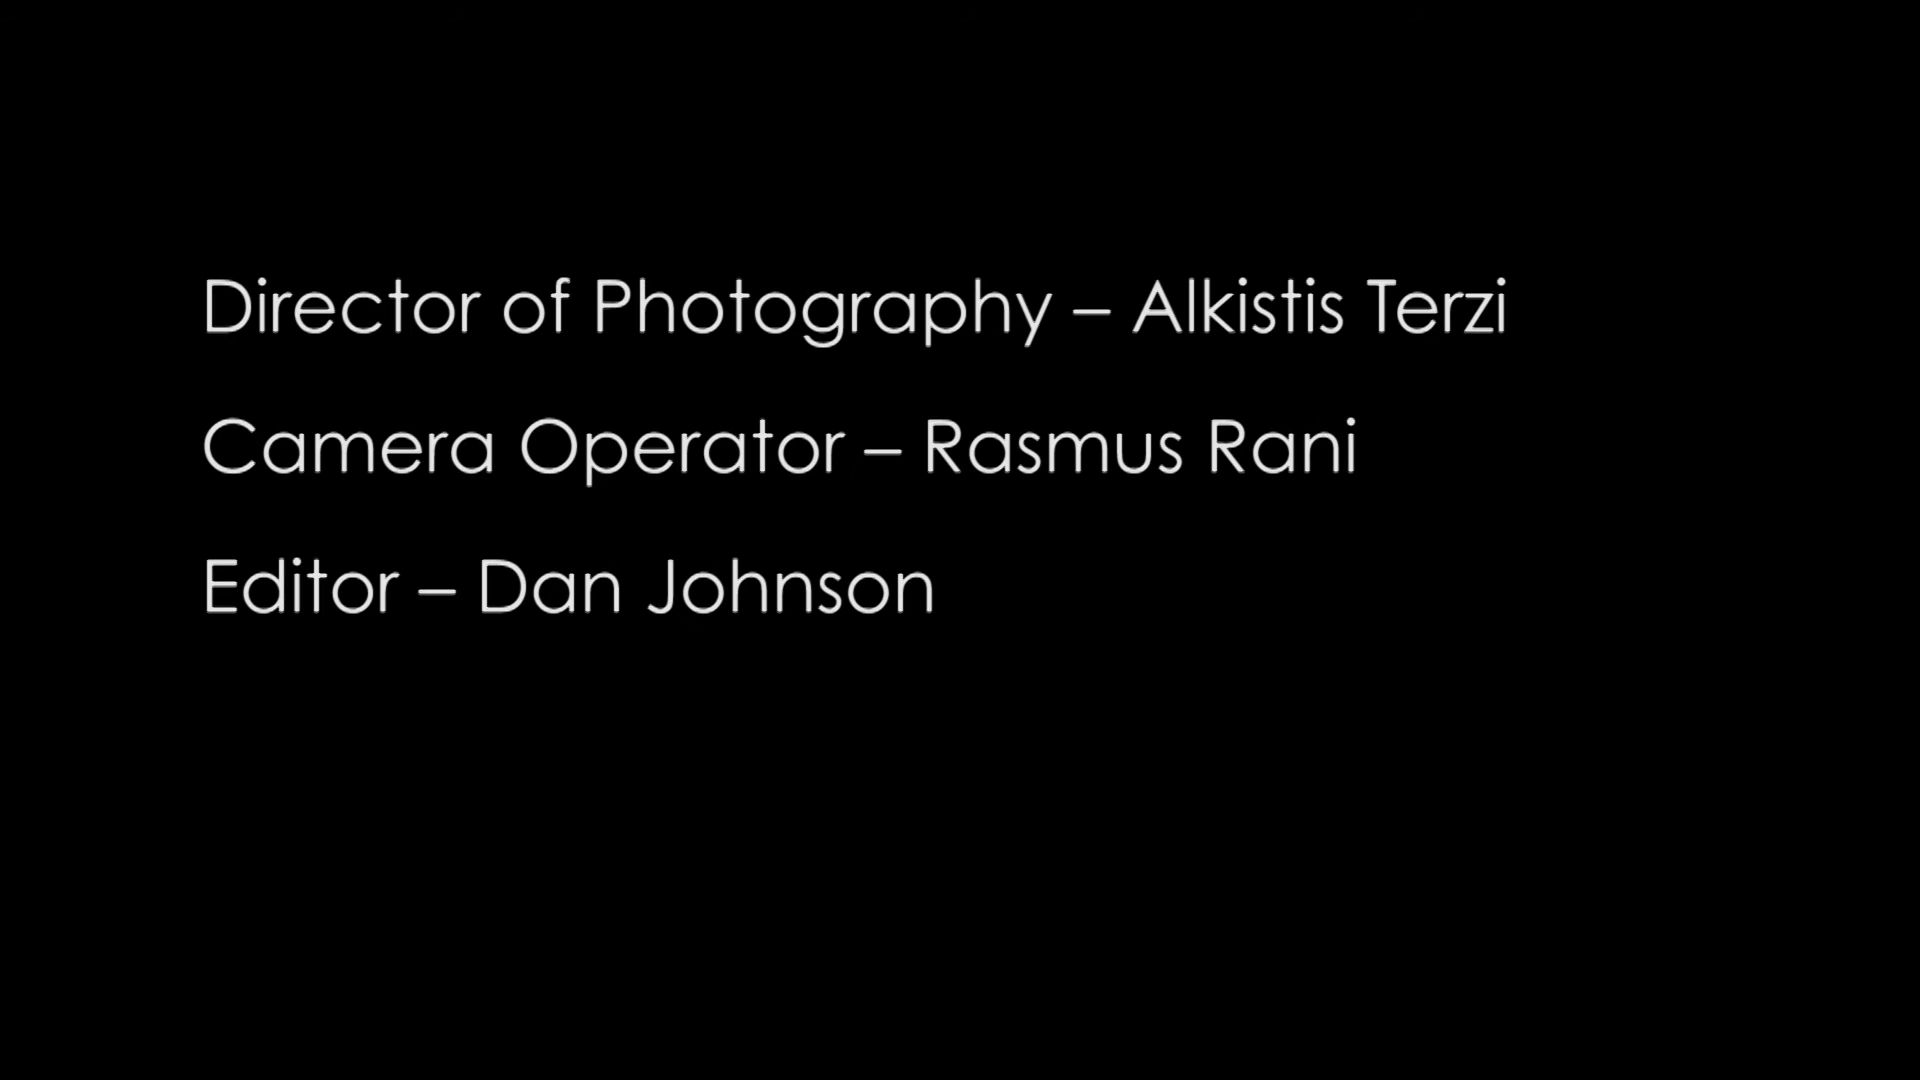 Director of Photography – Alkistis Terzi
Camera Operator – Rasmus Rani
Editor – Dan Johnson